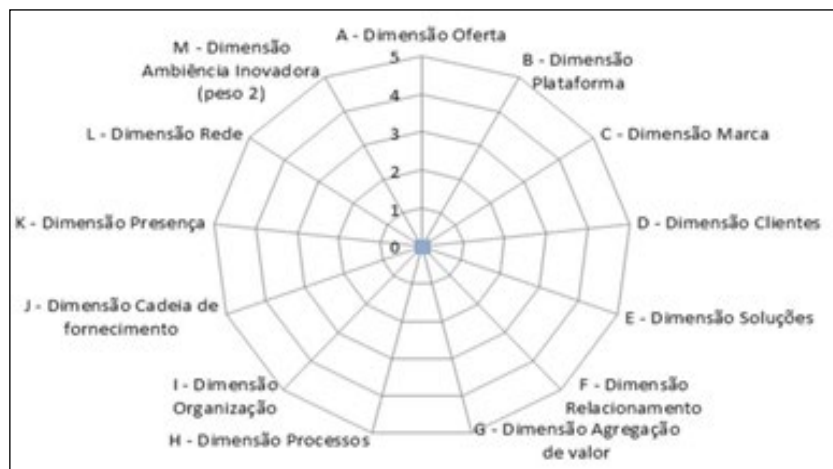 A - Dimensão Oferta
B - Dimensão
Plataforma
C - Dimensão Marca
D - Dimensão Clientes
E - Dimensão Soluções
F - Dimensão
Relacionamento
G - Dimensão Agregação
de valor
H - Dimensão Processos
I - Dimensão
Organização
J - Dimensão Cadeia de
fornecimento
K - Dimensão Presença
L - Dimensão Rede
M - Dimensão
Ambiência Inovadora
(peso 2)
5
4
3
2
1
0